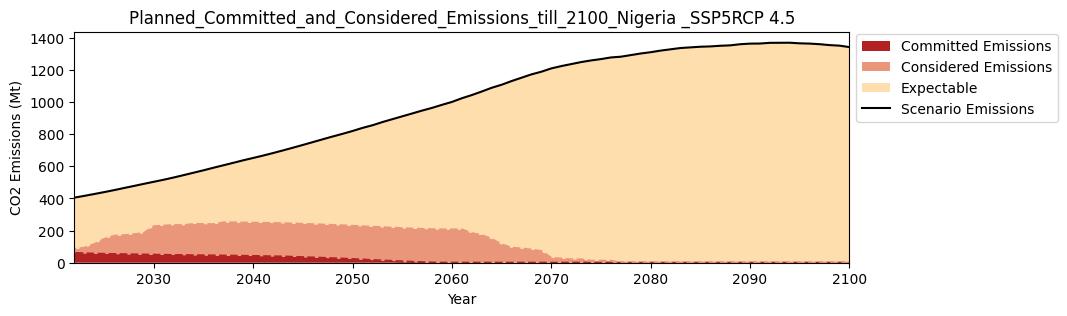 Planned_Committed_and_Considered_Emissions_till_2100_Nigeria _SSP5RCP 4.5
1400
1200
1000
800
600
400
200
0
CO2 Emissions (Mt)
2030
2040
2050
2060
2070
2080
2090
2100
Year
Committed Emissions
Considered Emissions
Expectable
Scenario Emissions